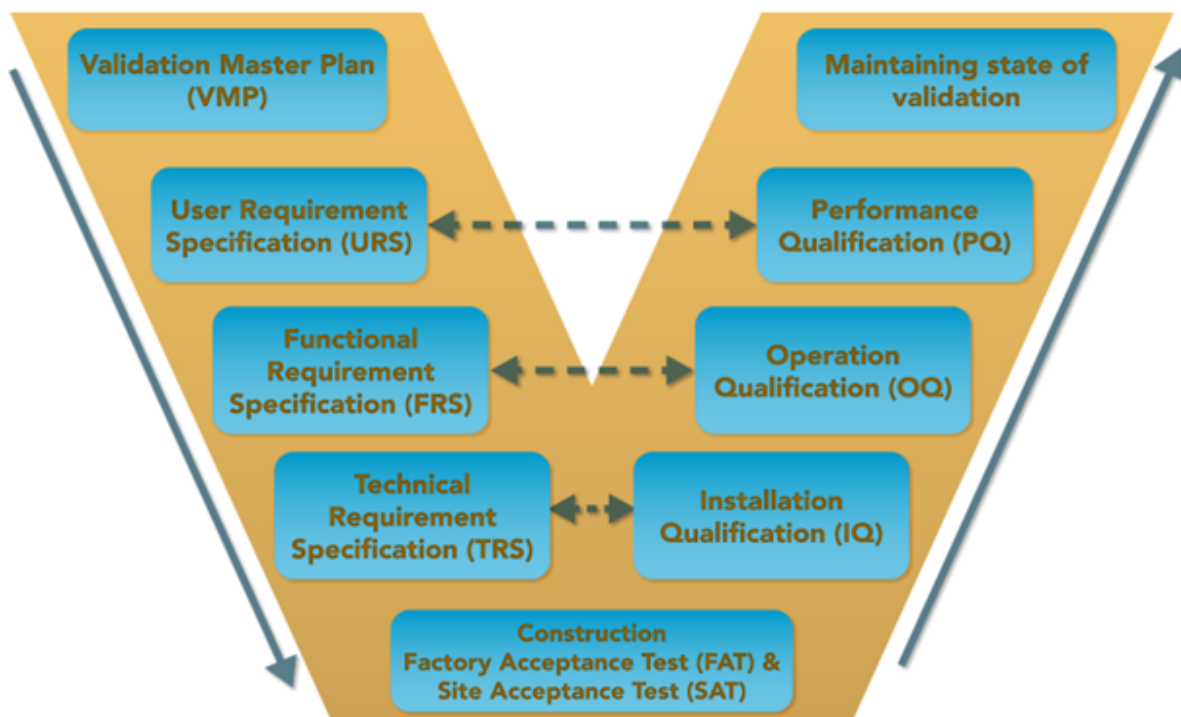 Validation Master Plan
(VMP)
User Requirement
Specification (URS)
Functional
Requirement
Specification (FRS)
Technical
Requirement
Specification (TRS)
Construction
Factory Acceptance Test (FAT) &
Site Acceptance Test (SAT)
Installation
Qualification (IQ)
Operation
Qualification (OQ)
Performance
Qualification (PQ)
Maintaining state of
validation